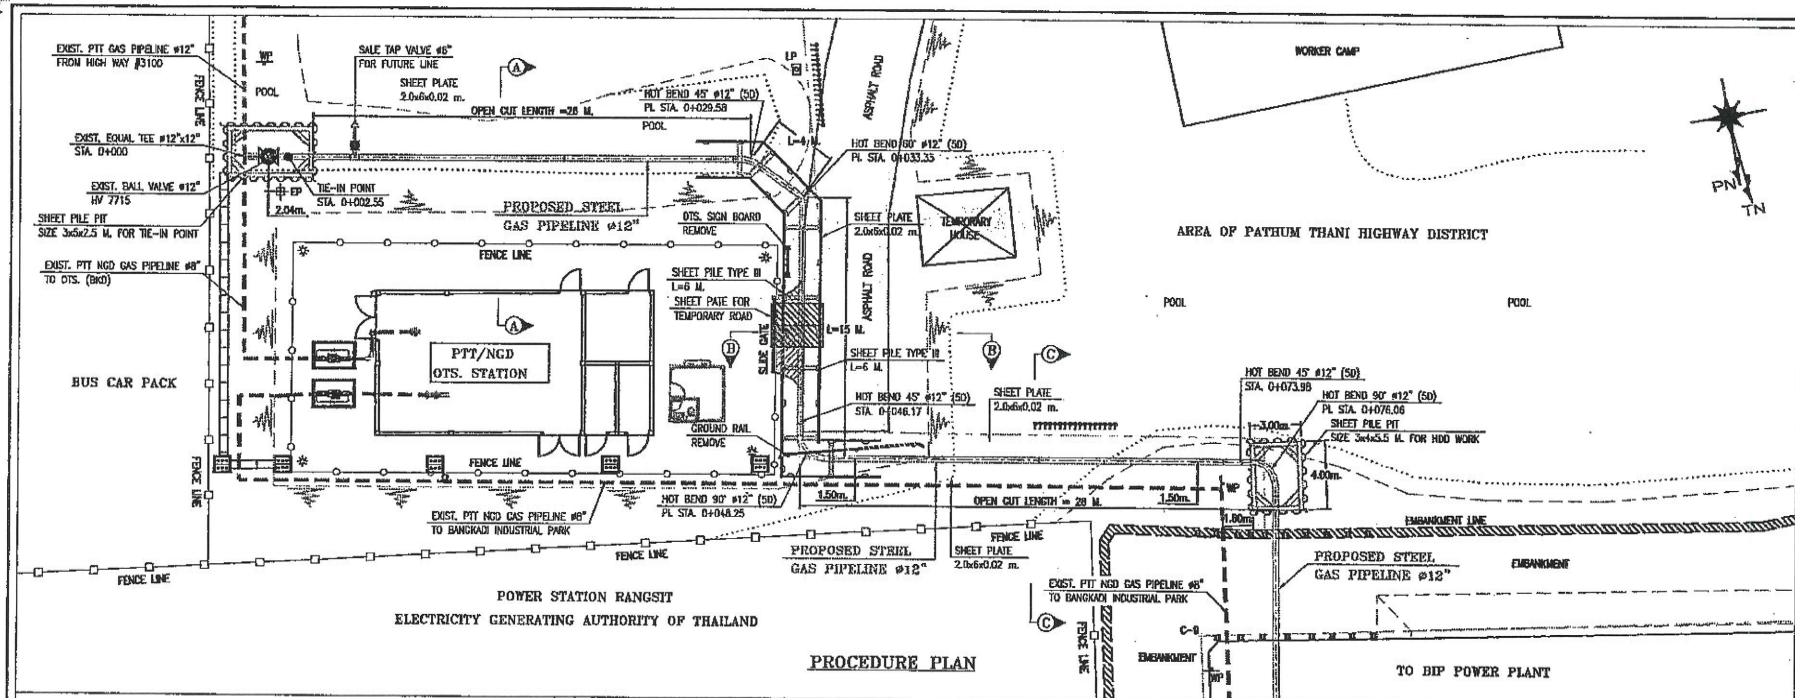 EXIST. PTT GAS PIPELINE ø12"
FROM HIGH WAY #3100
WP
POOL
FENCE LINE
SALE TAP VALVE ø6"
FOR FUTURE LINE
SHEET PLATE
2.0x6x0.02 m.
A
OPEN CUT LENGTH =26 M.
HOT BEND 45° ø12" (5D)
PI. STA. 0+029.58
POOL
LP
ASPHALT ROAD
WORKER CAMP
EXIST. EQUAL TEE ø12"x12"
STA. 0+000
L=4 M.
HOT BEND 60° ø12" (5D)
PI. STA. 0+033.35
EXIST. BALL VALVE ø12"
HV 7715
EP
TIE-IN POINT
STA. 0+002.55
2.04m.
SHEET PILE PIT
SIZE 3x5x2.5 M. FOR TIE-IN POINT
PROPOSED STEEL
GAS PIPELINE ø12"
OTS. SIGN BOARD
REMOVE
SHEET PLATE
2.0x6x0.02 m.
TEMPORARY
HOUSE
AREA OF PATHUM THANI HIGHWAY DISTRICT
PN
TN
EXIST. PTT NGD GAS PIPELINE ø8"
TO OTS. (BKD)
FENCE LINE
SHEET PILE TYPE III
L=6 M.
SHEET PATE FOR
TEMPORARY ROAD
ASPHALT ROAD
POOL
POOL
A
L=15 M.
SLIDE GATE
B
B
C
PTT/NGD
OTS. STATION
SHEET PILE TYPE III
L=6 M.
BUS CAR PACK
HOT BEND 45° ø12" (5D)
STA. 0+046.17
SHEET PLATE
2.0x6x0.02 m.
HOT BEND 45° ø12" (5D)
STA. 0+073.98
HOT BEND 90° ø12" (5D)
PI. STA. 0+076.06
SHEET PILE PIT
SIZE 3x4x5.5 M. FOR HDD WORK
3.00m.
GROUND RAIL
REMOVE
FENCE LINE
FENCE LINE
4.00m.
HOT BEND 90° ø12" (5D)
PI. STA. 0+048.25
1.50m.
OPEN CUT LENGTH = 28 M.
1.50m.
WP
1.60m.
EXIST. PTT NGD GAS PIPELINE ø8"
TO BANGKADI INDUSTRIAL PARK
EMBANKMENT LINE
FENCE LINE
FENCE LINE
FENCE LINE
PROPOSED STEEL
GAS PIPELINE ø12"
SHEET PLATE
2.0x6x0.02 m.
PROPOSED STEEL
GAS PIPELINE ø12"
EMBANKMENT
EXIST. PTT NGD GAS PIPELINE ø8"
TO BANGKADI INDUSTRIAL PARK
POWER STATION RANGSIT
ELECTRICITY GENERATING AUTHORITY OF THAILAND
C
FENCE LINE
C-9
EMBANKMENT
WP
TO BIP POWER PLANT
PROCEDURE PLAN